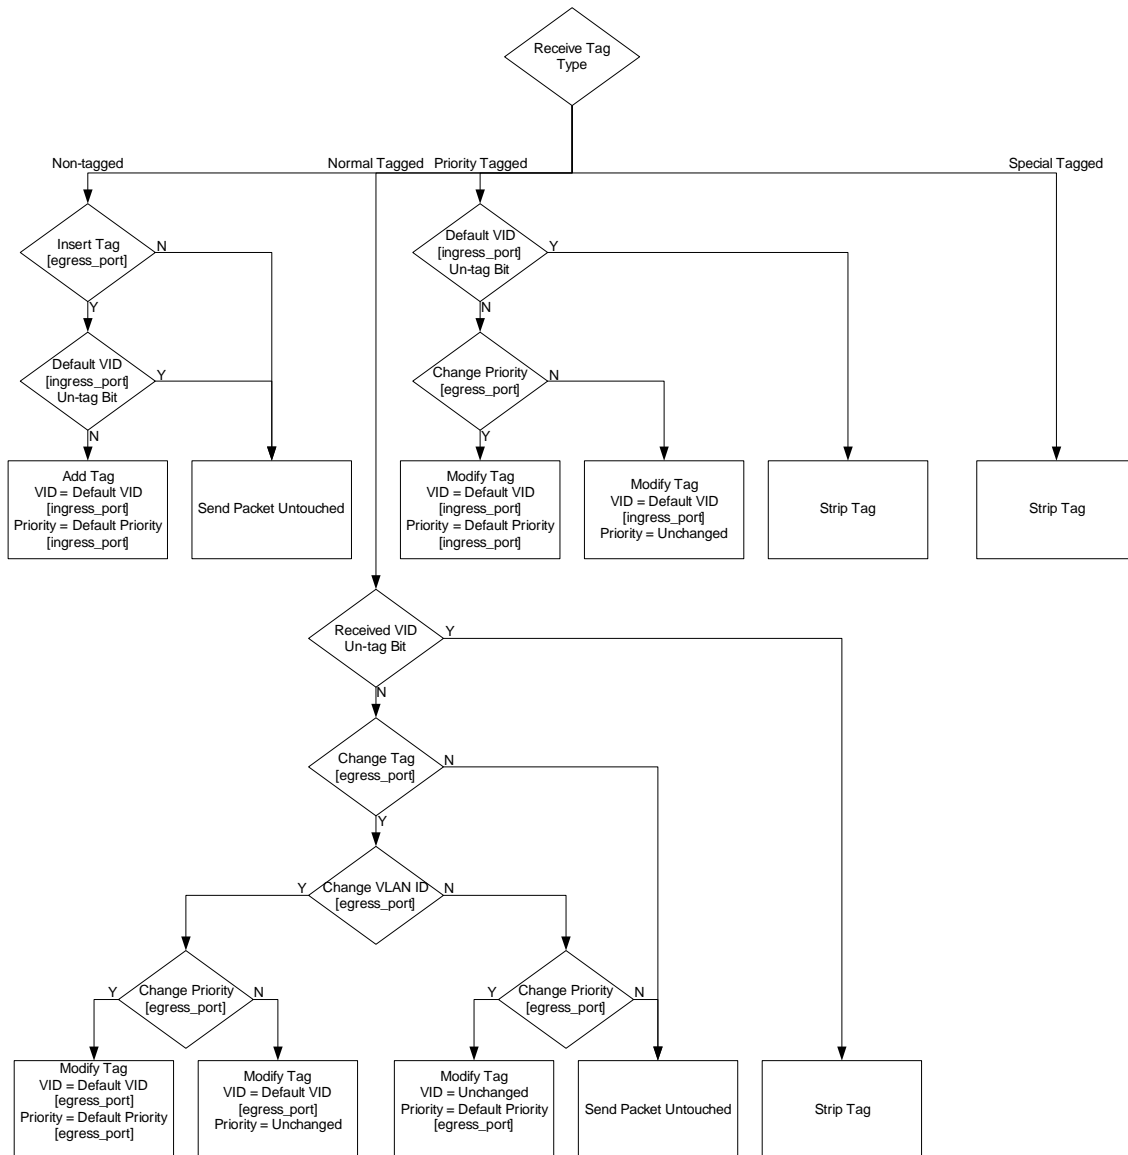 Receive Tag
Type
Non-tagged
Normal Tagged
Priority Tagged
Special Tagged
Insert Tag
[egress_port]
N
Y
Default VID
[ingress_port]
Un-tag Bit
Y
N
Default VID
[ingress_port]
Un-tag Bit
Y
N
Change Priority
[egress_port]
N
Y
Add Tag
VID = Default VID
[ingress_port]
Priority = Default Priority
[ingress_port]
Send Packet Untouched
Modify Tag
VID = Default VID
[ingress_port]
Priority = Default Priority
[ingress_port]
Modify Tag
VID = Default VID
[ingress_port]
Priority = Unchanged
Strip Tag
Strip Tag
Received VID
Un-tag Bit
Y
N
Change Tag
[egress_port]
N
Y
Change VLAN ID
[egress_port]
Y
N
Change Priority
[egress_port]
Y
N
Change Priority
[egress_port]
Y
N
Modify Tag
VID = Default VID
[egress_port]
Priority = Default Priority
[egress_port]
Modify Tag
VID = Default VID
[egress_port]
Priority = Unchanged
Modify Tag
VID = Unchanged
Priority = Default Priority
[egress_port]
Send Packet Untouched
Strip Tag